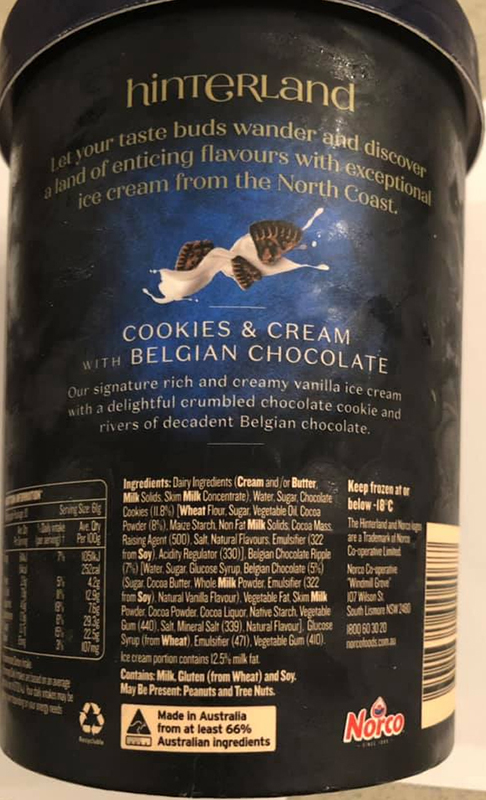 hinterland
Let your taste buds wander and discover
a land of enticing flavours with exceptional
ice cream from the North Coast.
COOKIES & CREAM
WITH BELGIAN CHOCOLATE
Our signature rich and creamy vanilla ice cream
with a delightful crumbled chocolate cookie and
rivers of decadent Belgian chocolate.
Serving Size: 61g
% Daily intake Ave. Qty
per serving† Per 100g
7% 1055kJ
252cal
5% 4.2g
12.9g
7.6g
29.3g
22.5g
3% 107mg
Ingredients: Dairy Ingredients (Cream and/or Butter,
Milk Solids, Skim Milk Concentrate), Water, Sugar, Chocolate
Cookies (11.8%) [Wheat Flour, Sugar, Vegetable Oil, Cocoa
Powder (8%), Maize Starch, Non Fat Milk Solids, Cocoa Mass,
Raising Agent (500), Salt, Natural Flavours, Emulsifier (322
from Soy), Acidity Regulator (330)], Belgian Chocolate Ripple
(7%) [Water, Sugar, Glucose Syrup, Belgian Chocolate (5%)
(Sugar, Cocoa Butter, Whole Milk Powder, Emulsifier (322
from Soy), Natural Vanilla Flavour), Vegetable Fat, Skim Milk
Powder, Cocoa Powder, Cocoa Liquor, Native Starch, Vegetable
Gum (440), Salt, Mineral Salt (339), Natural Flavour], Glucose
Syrup (from Wheat), Emulsifier (471), Vegetable Gum (410).
Ice cream portion contains 12.5% milk fat.
Contains: Milk, Gluten (from Wheat) and Soy.
May Be Present: Peanuts and Tree Nuts.
Keep frozen at or
below -18°C
The Hinterland and Norco logos
are a Trademark of Norco
Co-operative Limited.
Norco Co-operative
"Windmill Grove"
107 Wilson St,
South Lismore NSW 2480
1800 60 30 20
norcofoods.com.au
Recyclable
Made in Australia
from at least 66%
Australian ingredients
Norco